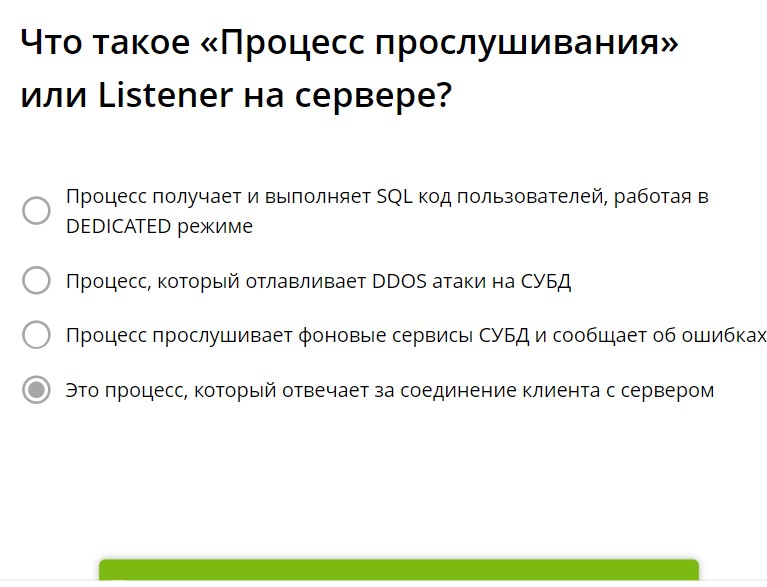 Что такое «Процесс прослушивания»
или Listener на сервере?
Процесс получает и выполняет SQL код пользователей, работая в
DEDICATED режиме
Процесс, который отлавливает DDOS атаки на СУБД
Процесс прослушивает фоновые сервисы СУБД и сообщает об ошибках
Это процесс, который отвечает за соединение клиента с сервером